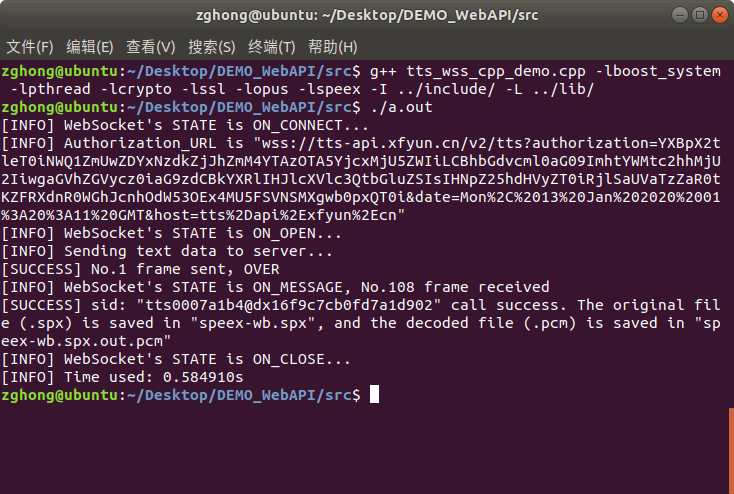 zghong@ubuntu: ~/Desktop/DEMO_WebAPI/src
文件(F) 编辑(E) 查看(V) 搜索(S) 终端(T) 帮助(H)
zghong@ubuntu:~/Desktop/DEMO_WebAPI/src$ g++ tts_wss_cpp_demo.cpp -lboost_system
-lpthread -lcrypto -lssl -lopus -lspeex -I ../include/ -L ../lib/
zghong@ubuntu:~/Desktop/DEMO_WebAPI/src$ ./a.out
[INFO] WebSocket's STATE is ON_CONNECT...
[INFO] Authorization_URL is "wss://tts-api.xfyun.cn/v2/tts?authorization=YXBpX2t
leT0iNWQ1ZmUwZDYxNzdkZjJhZmM4YTAzOTA5YjcxMjU5ZWIiLCBhbGdvcml0aG09ImhtYWMtc2hhMjU
2IiwgaGVhZGVycz0iaG9zdCBkYXRlIHJlcXVlc3QtbGluZSIsIHNpZ25hdHVyZT0iRjlSaUVaTzZaR0t
KZFRXdnR0WGhJcnhOdW53OEx4MU5FSVNSMXgwb0pxQT0i&date=Mon%2C%2013%20Jan%202020%2001
%3A20%3A11%20GMT&host=tts%2Dapi%2Exfyun%2Ecn"
[INFO] WebSocket's STATE is ON_OPEN...
[INFO] Sending text data to server...
[SUCCESS] No.1 frame sent, OVER
[INFO] WebSocket's STATE is ON_MESSAGE, No.108 frame received
[SUCCESS] sid: "tts0007a1b4@dx16f9c7cb0fd7a1d902" call success. The original fil
e (.spx) is saved in "speex-wb.spx", and the decoded file (.pcm) is saved in "sp
eex-wb.spx.out.pcm"
[INFO] WebSocket's STATE is ON_CLOSE...
[INFO] Time used: 0.584910s
zghong@ubuntu:~/Desktop/DEMO_WebAPI/src$